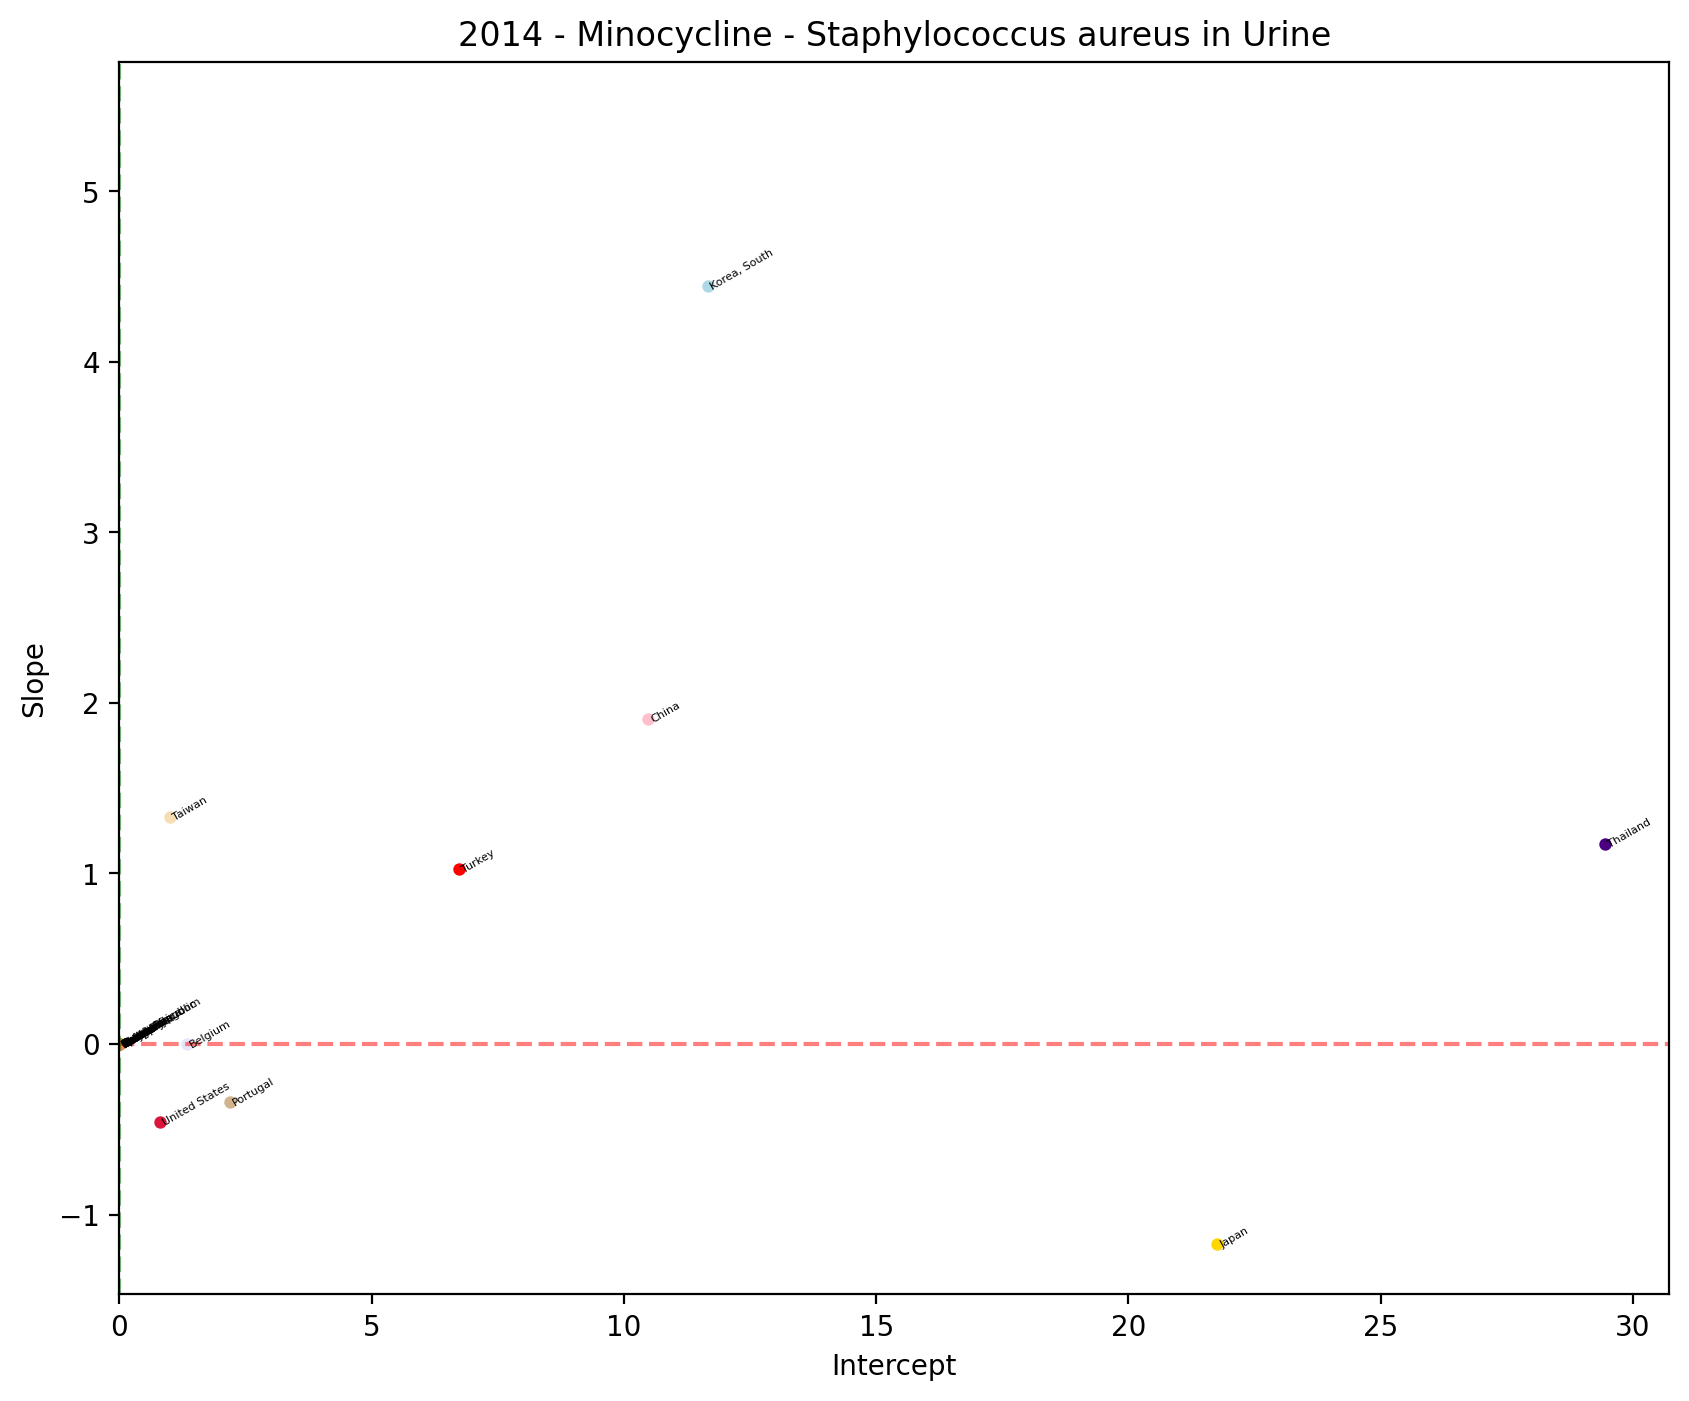 2014 - Minocycline - Staphylococcus aureus in Urine
5
Korea, South
4
3
Slope
2
China
Taiwan
Thailand
1
Turkey
0
Belgium
United States
Portugal
−1
Japan
0
5
10
15
20
25
30
Intercept